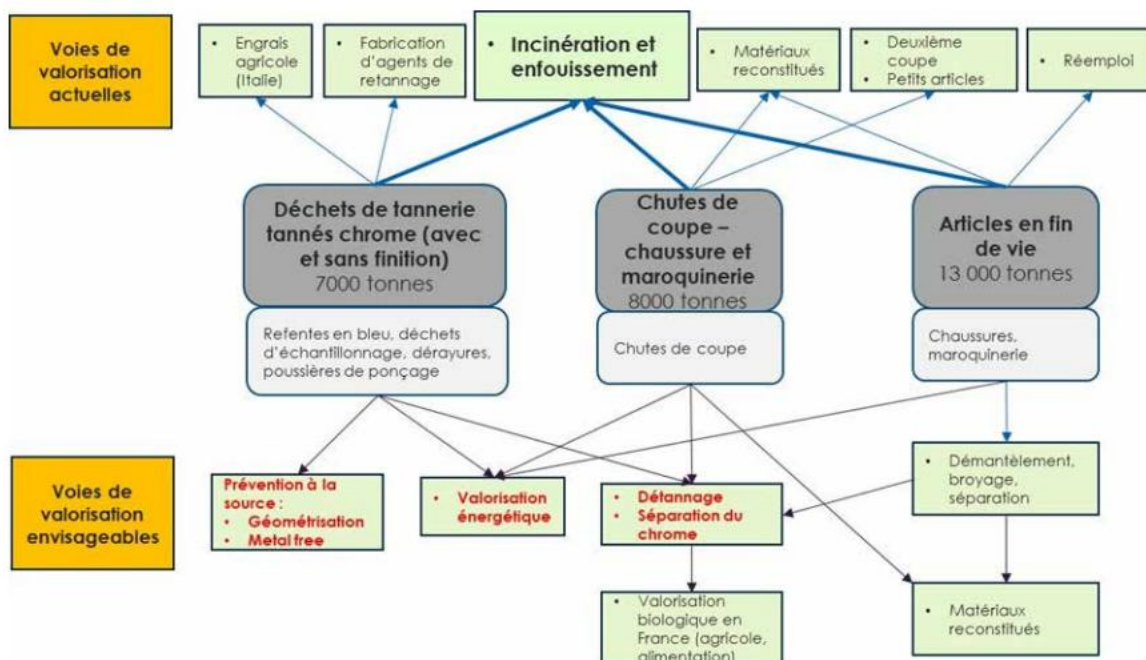 Voies de
valorisation
actuelles
• Engrais
agricole
(Italie)
• Fabrication
d'agents de
retannage
• Incinération et
enfouissement
• Matériaux
reconstitués
• Deuxième
coupe
• Petits articles
• Réemploi
Déchets de tannerie
tannés chrome (avec
et sans finition)
7000 tonnes
Chutes de
coupe –
chaussure et
maroquinerie
8000 tonnes
Articles en fin
de vie
13 000 tonnes
Refentes en bleu, déchets
d'échantillonnage, dérayures,
poussières de ponçage
Chutes de coupe
Chaussures,
maroquinerie
Voies de
valorisation
envisageables
Prévention à la
source :
• Géométrisation
• Metal free
• Valorisation
énergétique
• Détannage
• Séparation du
chrome
• Démantèlement,
broyage,
séparation
• Valorisation
biologique en
France (agricole,
alimentation)
• Matériaux
reconstitués